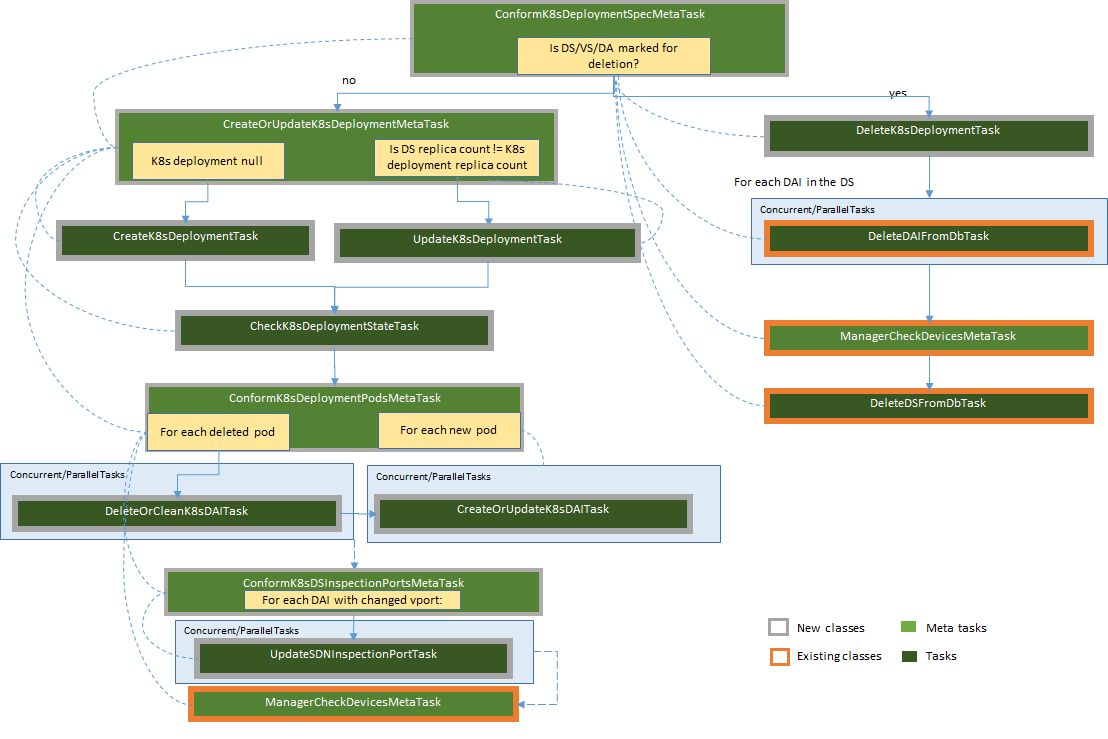 ConformK8sDeploymentSpecMetaTask
Is DS/VS/DA marked for
deletion?
no
yes
CreateOrUpdateK8sDeploymentMetaTask
K8s deployment null
Is DS replica count != K8s
deployment replica count
DeleteK8sDeploymentTask
For each DAI in the DS
Concurrent/ParallelTasks
DeleteDAIFromDbTask
CreateK8sDeploymentTask
UpdateK8sDeploymentTask
CheckK8sDeploymentStateTask
ManagerCheckDevicesMetaTask
DeleteDSFromDbTask
ConformK8sDeploymentPodsMetaTask
For each deleted pod
For each new pod
Concurrent/ParallelTasks
DeleteOrCleanK8sDAITask
Concurrent/ParallelTasks
CreateOrUpdateK8sDAITask
ConformK8sDSInspectionPortsMetaTask
For each DAI with changed vport:
Concurrent/ParallelTasks
UpdateSDNInspectionPortTask
ManagerCheckDevicesMetaTask
New classes
Meta tasks
Existing classes
Tasks